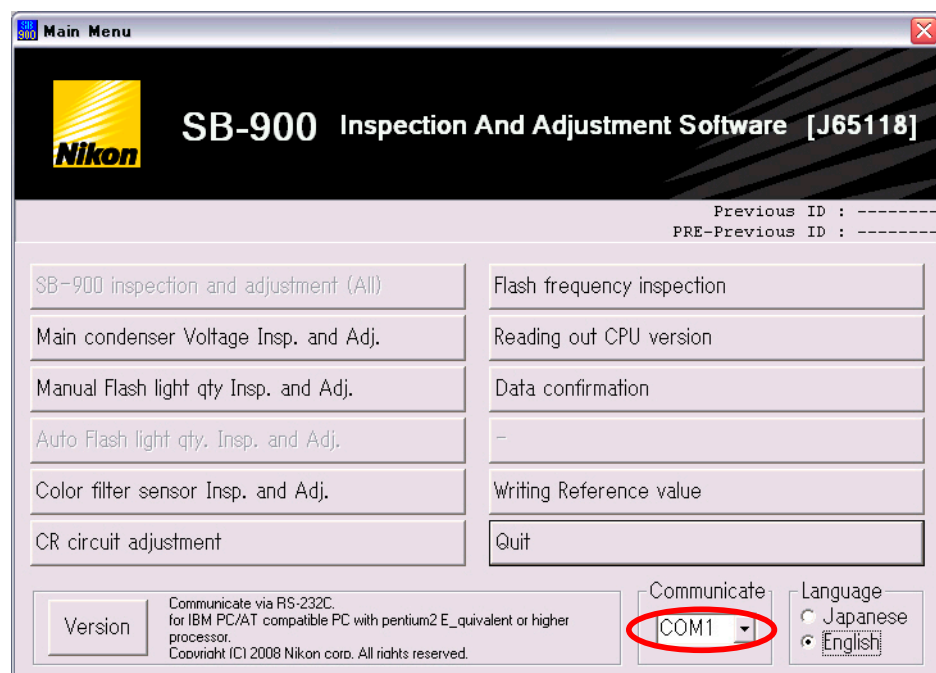 SB
900 Main Menu
Nikon
SB-900 Inspection And Adjustment Software [J65118]
Previous ID : --------
PRE-Previous ID : --------
SB-900 inspection and adjustment (All)
Main condenser Voltage Insp. and Adj.
Manual Flash light qty Insp. and Adj.
Auto Flash light qty. Insp. and Adj.
Color filter sensor Insp. and Adj.
CR circuit adjustment
Flash frequency inspection
Reading out CPU version
Data confirmation
-
Writing Reference value
Quit
Version
Communicate via RS-232C.
for IBM PC/AT compatible PC with pentium2 E_quivalent or higher
processor.
Copyright (C) 2008 Nikon corp. All rights reserved.
Communicate
COM1
Language
Japanese
English